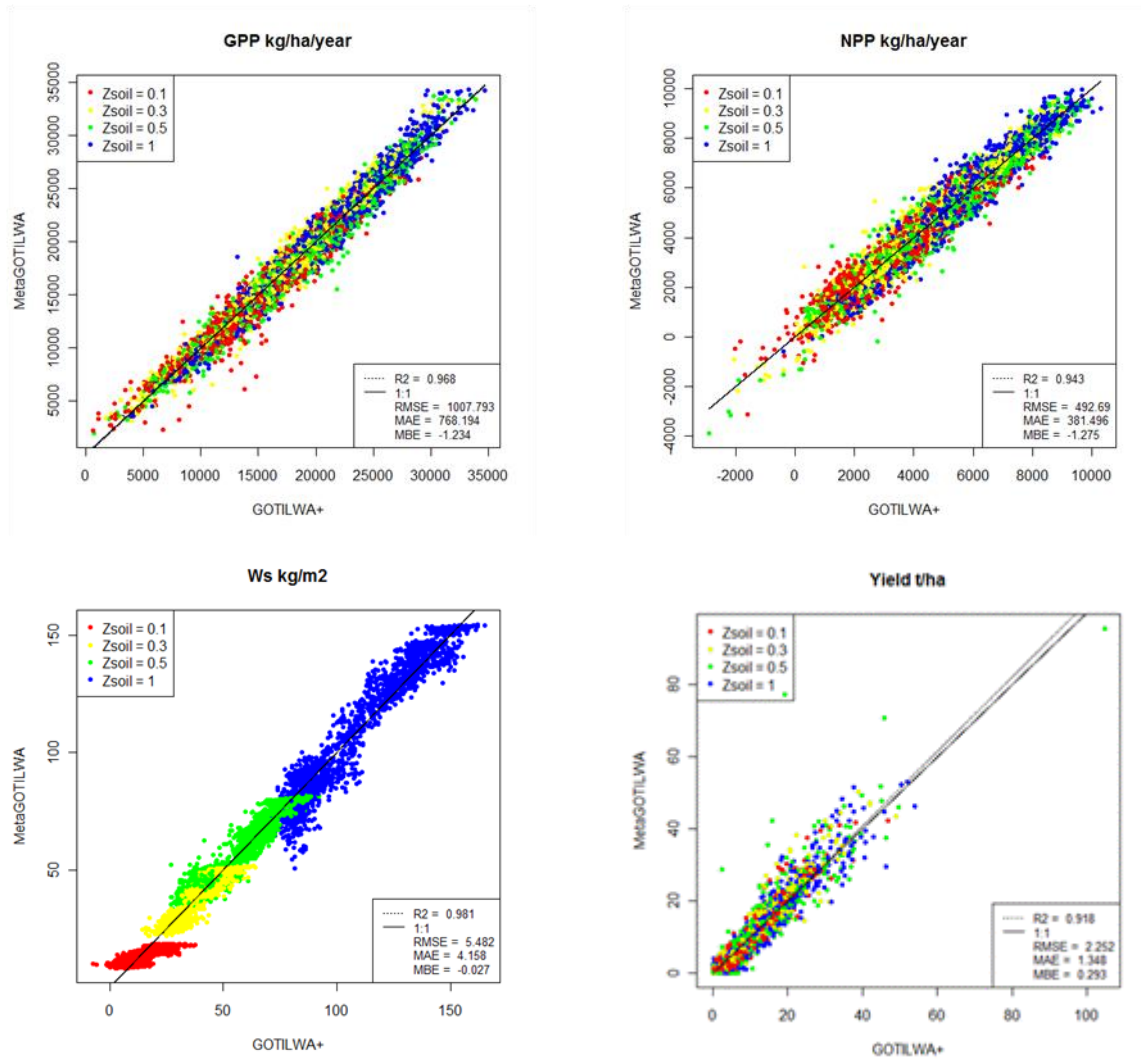 GPP kg/ha/year
Zsoil = 0.1
Zsoil = 0.3
Zsoil = 0.5
Zsoil = 1
35000
30000
25000
20000
15000
10000
5000
MetaGOTILWA
R2 = 0.968
1:1
RMSE = 1007.793
MAE = 768.194
MBE = -1.234
0 5000 10000 15000 20000 25000 30000 35000
GOTILWA+
NPP kg/ha/year
Zsoil = 0.1
Zsoil = 0.3
Zsoil = 0.5
Zsoil = 1
10000
8000
6000
4000
2000
0
-2000
-4000
MetaGOTILWA
R2 = 0.943
1:1
RMSE = 492.69
MAE = 381.496
MBE = -1.275
-2000 0 2000 4000 6000 8000 10000
GOTILWA+
Ws kg/m2
Zsoil = 0.1
Zsoil = 0.3
Zsoil = 0.5
Zsoil = 1
150
100
50
MetaGOTILWA
R2 = 0.981
1:1
RMSE = 5.482
MAE = 4.158
MBE = -0.027
0 50 100 150
GOTILWA+
Yield t/ha
Zsoil = 0.1
Zsoil = 0.3
Zsoil = 0.5
Zsoil = 1
80
60
40
20
0
MetaGOTILWA
R2 = 0.918
1:1
RMSE = 2.252
MAE = 1.348
MBE = 0.293
0 20 40 60 80 100
GOTILWA+